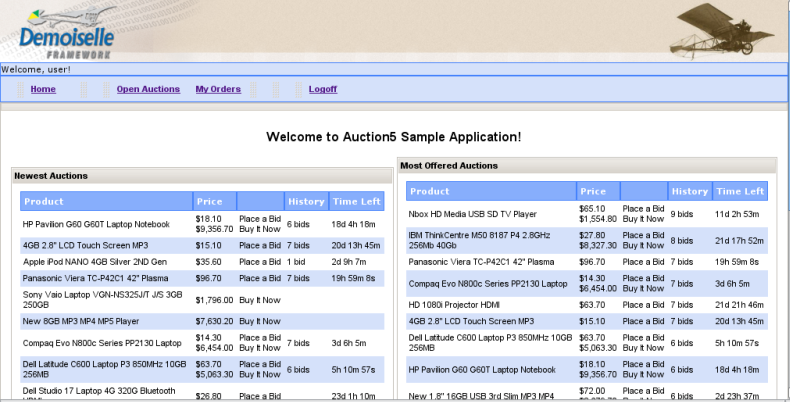 Demoiselle
FRAMEWORK
Welcome, user!
Home Open Auctions My Orders Logoff
Welcome to Auction5 Sample Application!
Newest Auctions
Product Price History Time Left
HP Pavilion G60 G60T Laptop Notebook $18.10 Place a Bid 6 bids 18d 4h 18m
$9,356.70 Buy It Now
4GB 2.8" LCD Touch Screen MP3 $15.10 Place a Bid 7 bids 20d 13h 45m
Apple iPod NANO 4GB Silver 2ND Gen $35.60 Place a Bid 1 bid 2d 9h 7m
Panasonic Viera TC-P42C1 42" Plasma $96.70 Place a Bid 7 bids 19h 59m 8s
Sony Vaio Laptop VGN-NS325J/T J/S 3GB
250GB $1,796.00 Buy It Now
New 8GB MP3 MP4 MP5 Player $7,630.20 Buy It Now
Compaq Evo N800c Series PP2130 Laptop $14.30 Place a Bid 7 bids 3d 6h 5m
$6,454.00 Buy It Now
Dell Latitude C600 Laptop P3 850MHz 10GB $63.70 Place a Bid 6 bids 5h 10m 57s
256MB $5,063.30 Buy It Now
Dell Studio 17 Laptop 4G 320G Bluetooth
$26.80 Place a Bid 23d 1h 10m
Most Offered Auctions
Product Price History Time Left
Nbox HD Media USB SD TV Player $65.10 Place a Bid 9 bids 11d 2h 53m
$1,554.80 Buy It Now
IBM ThinkCentre M50 8187 P4 2.8GHz $27.80 Place a Bid 8 bids 21d 17h 52m
256Mb 40Gb $8,327.30 Buy It Now
Panasonic Viera TC-P42C1 42" Plasma $96.70 Place a Bid 7 bids 19h 59m 8s
Compaq Evo N800c Series PP2130 Laptop $14.30 Place a Bid 7 bids 3d 6h 5m
$6,454.00 Buy It Now
HD 1080i Projector HDMI $63.70 Place a Bid 7 bids 21d 21h 46m
4GB 2.8" LCD Touch Screen MP3 $15.10 Place a Bid 7 bids 20d 13h 45m
Dell Latitude C600 Laptop P3 850MHz 10GB $63.70 Place a Bid 6 bids 5h 10m 57s
256MB $5,063.30 Buy It Now
HP Pavilion G60 G60T Laptop Notebook $18.10 Place a Bid 6 bids 18d 4h 18m
$9,356.70 Buy It Now
New 1.8" 16GB USB 3rd Slim MP3 MP4 $72.00 Place a Bid 6 bids 2d 23h 37m